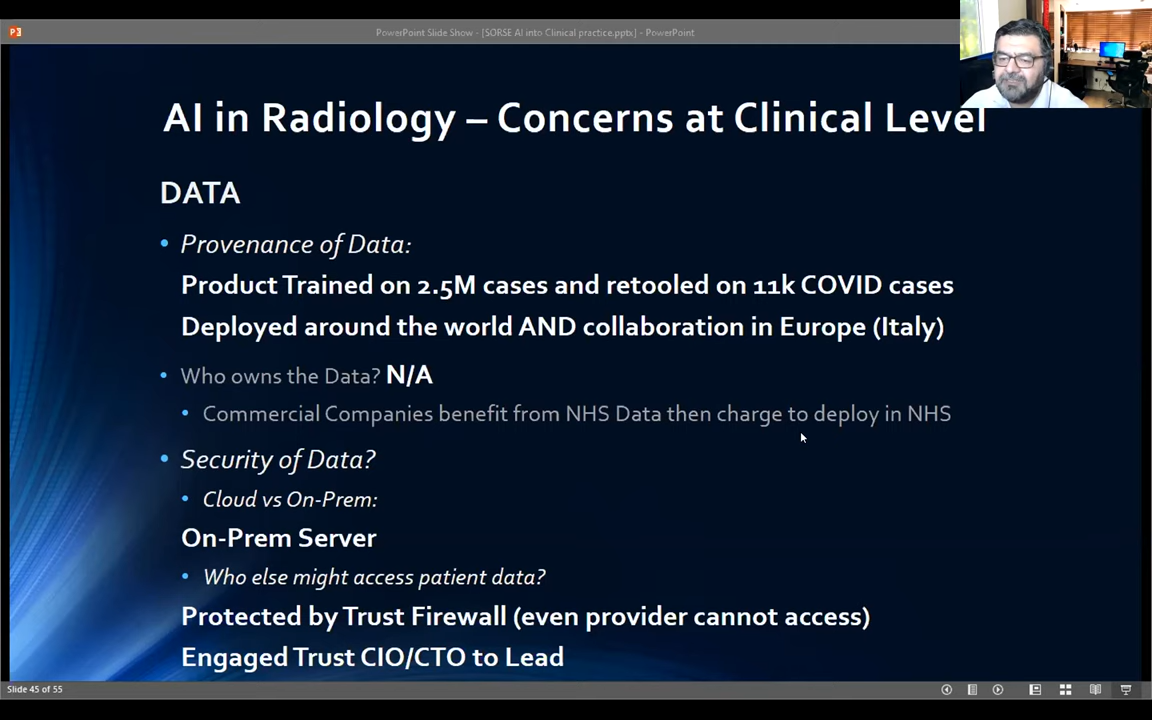 PowerPoint Slide Show - [SORSE AI into Clinical practice.pptx] - PowerPoint
AI in Radiology – Concerns at Clinical Level
DATA
• Provenance of Data:
Product Trained on 2.5M cases and retooled on 11k COVID cases
Deployed around the world AND collaboration in Europe (Italy)
• Who owns the Data? N/A
• Commercial Companies benefit from NHS Data then charge to deploy in NHS
• Security of Data?
• Cloud vs On-Prem:
On-Prem Server
• Who else might access patient data?
Protected by Trust Firewall (even provider cannot access)
Engaged Trust CIO/CTO to Lead
Slide 45 of 55